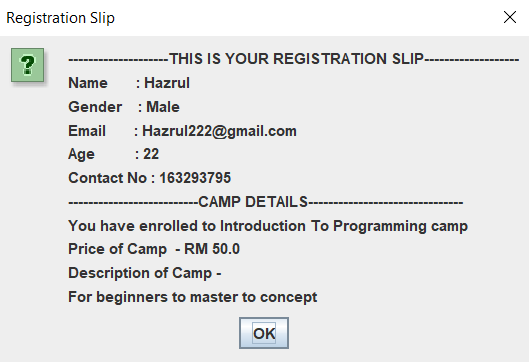 Registration Slip
--------------------THIS IS YOUR REGISTRATION SLIP-------------------
Name : Hazrul
Gender : Male
Email : Hazrul222@gmail.com
Age : 22
Contact No : 163293795
--------------------------CAMP DETAILS-------------------------------
You have enrolled to Introduction To Programming camp
Price of Camp - RM 50.0
Description of Camp -
For beginners to master to concept
OK